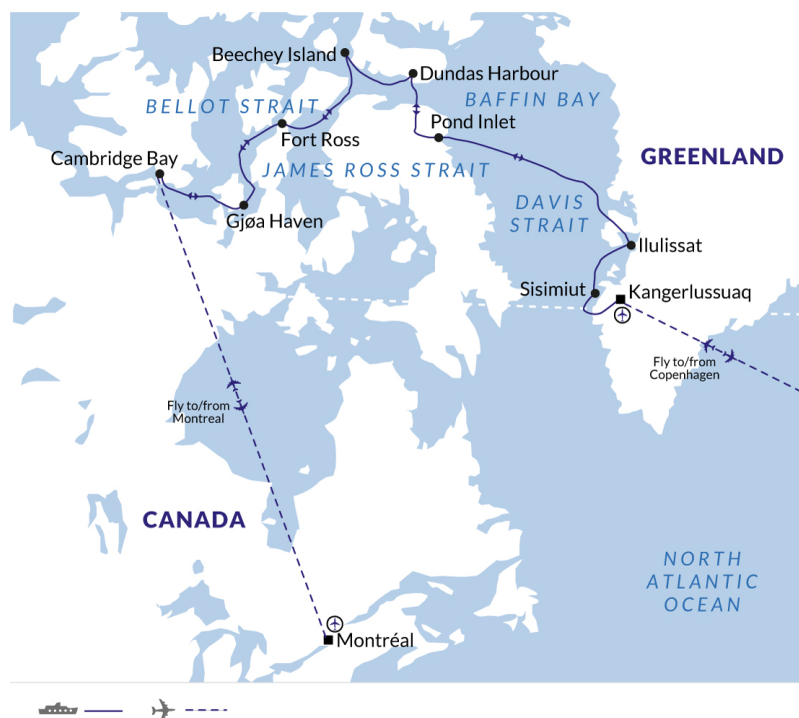 Beechey Island
Dundas Harbour
BELLOT STRAIT
BAFFIN BAY
Pond Inlet
Fort Ross
Cambridge Bay
JAMES ROSS STRAIT
GREENLAND
DAVIS
STRAIT
Gjøa Haven
Ilulissat
Sisimiut
Kangerlussuaq
Fly to/from
Copenhagen
Fly to/from
Montreal
CANADA
NORTH
ATLANTIC
OCEAN
Montréal